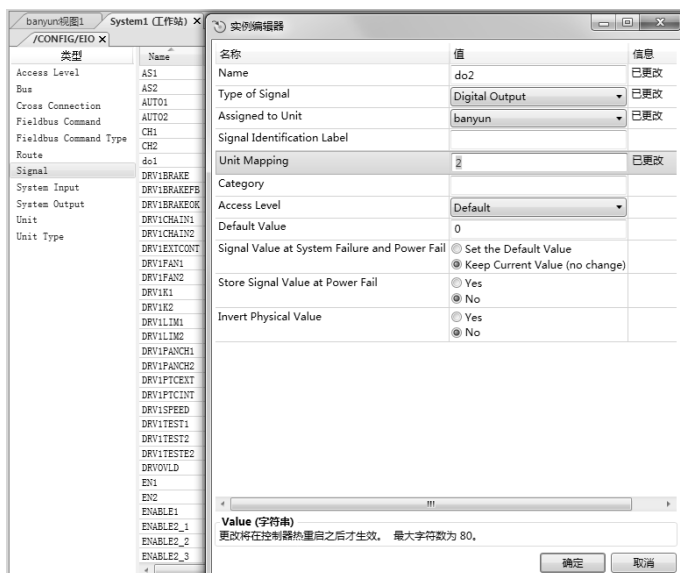 banyun视图1
System1 (工作站) X
/CONFIG/EIO X
类型
Access Level
Bus
Cross Connection
Fieldbus Command
Fieldbus Command Type
Route
Signal
System Input
System Output
Unit
Unit Type
Name
AS1
AS2
AUTO1
AUTO2
CH1
CH2
do1
DRV1BRAKE
DRV1BRAKEFB
DRV1BRAKEOK
DRV1CHAIN1
DRV1CHAIN2
DRV1EXTCONT
DRV1FAN1
DRV1FAN2
DRV1K1
DRV1K2
DRV1LIM1
DRV1LIM2
DRV1PANCH1
DRV1PANCH2
DRV1PTCEXT
DRV1PTCINT
DRV1SPEED
DRV1TEST1
DRV1TEST2
DRV1TESTE2
DRVOVLD
EN1
EN2
ENABLE1
ENABLE2_1
ENABLE2_2
ENABLE2_3
实例编辑器
名称 值 信息
Name do2 已更改
Type of Signal Digital Output 已更改
Assigned to Unit banyun 已更改
Signal Identification Label
Unit Mapping 2 已更改
Category
Access Level Default
Default Value 0
Signal Value at System Failure and Power Fail Set the Default Value
Keep Current Value (no change)
Store Signal Value at Power Fail Yes
No
Invert Physical Value Yes
No
Value (字符串)
更改将在控制器热重启之后才生效。 最大字符数为 80。
确定 取消